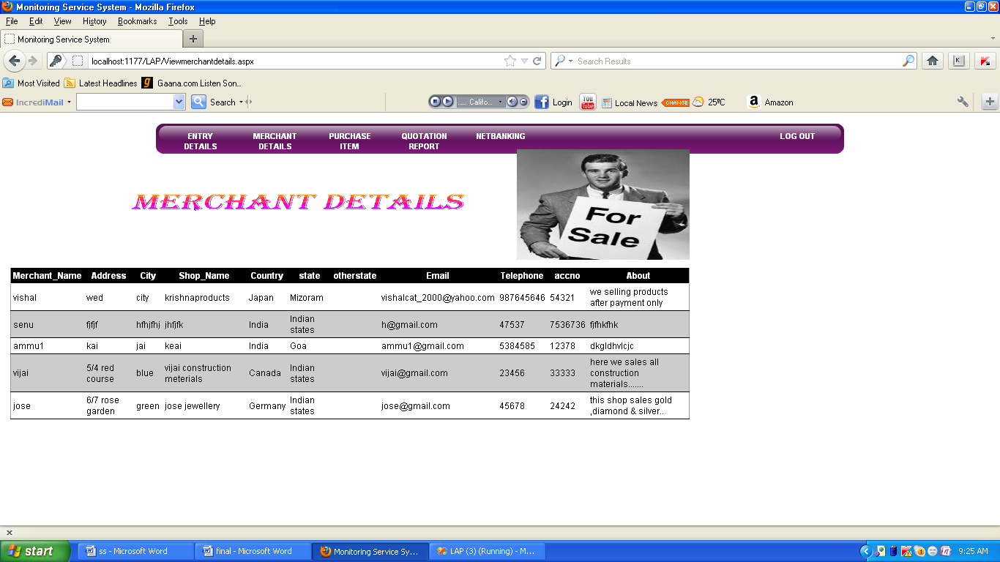 Monitoring Service System - Mozilla Firefox
File Edit View History Bookmarks Tools Help
Monitoring Service System
localhost:1177/LAP/Viewmerchantdetails.aspx
Search Results
K
Most Visited Latest Headlines g Gaana.com Listen Son...
IncrediMail Search ..... Califo... f Login You Tube Local News CHANGE 25ºC a Amazon
ENTRY DETAILS
MERCHANT DETAILS
PURCHASE ITEM
QUOTATION REPORT
NETBANKING
LOG OUT
MERCHANT DETAILS
For
Sale
Merchant_Name Address City Shop_Name Country state otherstate Email Telephone accno About
vishal wed city krishnaproducts Japan Mizoram vishalcat_2000@yahoo.com 987645646 54321 we selling products after payment only
senu fjfjf hfhjfhj jhfjfk India Indian states h@gmail.com 47537 7536736 fjfhkfhk
ammu1 kai jai keai India Goa ammu1@gmail.com 5384585 12378 dkgldhvlcjc
vijai 5/4 red course blue vijai construction meterials Canada Indian states vijai@gmail.com 23456 33333 here we sales all construction materials.......
jose 6/7 rose garden green jose jewellery Germany Indian states jose@gmail.com 45678 24242 this shop sales gold ,diamond & silver..
start ss - Microsoft Word final - Microsoft Word Monitoring Service Sy... LAP (3) (Running) - M... 9:25 AM